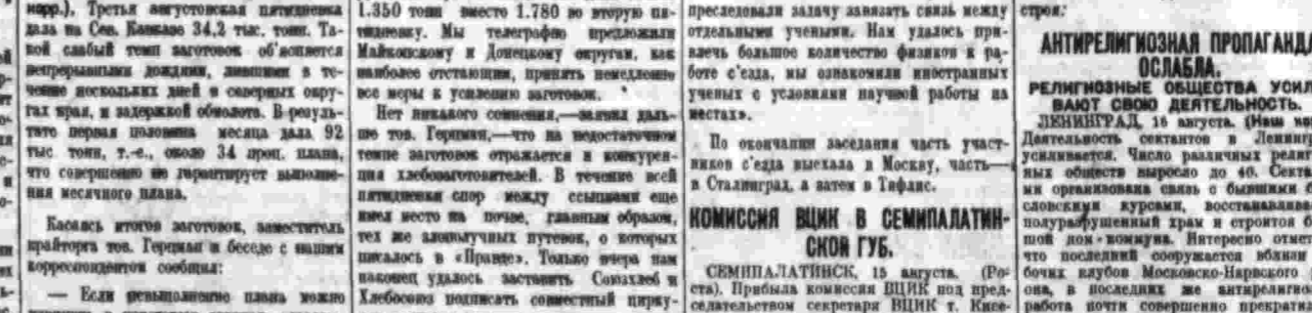 корр.). Третья августовская пятидневка
дала на Сев. Кавказе 34,2 тыс. тонн. Та-
кой слабый темп заготовок об'ясняется
непрерывными дождями, лившими в те-
чение нескольких дней в северных окру-
гах края, и задержкой обмолота. В резуль-
тате первая половина месяца дала 92
тыс. тонн, т.-е., около 34 проц. плана,
что совершенно не гарантирует выполне-
ния месячного плана.
Касаясь итогов заготовок, заместитель
крайторга тов. Герцман в беседе с нашим
корреспондентом сообщил:
— Если невыполнение плана можно
1.350 тонн вместо 1.780 во вторую пя-
тидневку. Мы телеграфно предложили
Майкопскому и Донецкому округам, как
наиболее отстающим, принять немедленно
все меры к усилению заготовок.
Нет никакого сомнения,— заявил даль-
ше тов. Герцман,—что на недостаточном
темпе заготовок отражается и конкурен-
ция хлебозаготовителей. В течение всей
пятидневки спор между ссыпками еще
имел место на почве, главным образом,
тех же злополучных путевок, о которых
писалось в «Правде». Только вчера нам
наконец удалось заставить Союзхлеб и
Хлебосоюз подписать совместный цирку-
преследовали задачу завязать связь между
отдельными учеными. Нам удалось при-
влечь большое количество физиков к ра-
боте с'езда, мы ознакомили иностранных
ученых с условиями научной работы на
местах».
По окончании заседания часть участ-
ников с'езда выехала в Москву, часть—
в Сталинград, а затем в Тифлис.
КОМИССИЯ ВЦИК В СЕМИПАЛАТИН-
СКОЙ ГУБ.
СЕМИПАЛАТИНСК, 15 августа. (Ро-
ста). Прибыла комиссия ВЦИК под пред-
седательством секретаря ВЦИК т. Кисе-
строя.
АНТИРЕЛИГИОЗНАЯ ПРОПАГАНДА
ОСЛАБЛА.
РЕЛИГИОЗНЫЕ ОБЩЕСТВА УСИЛ
ВАЮТ СВОЮ ДЕЯТЕЛЬНОСТЬ.
ЛЕНИНГРАД, 16 августа. (Наш
Деятельность сектантов в Ленинг
усиливается. Число различных религ
ных обществ выросло до 40. Секта
ми организована связь с бывшими
словскими курсами, восстанавлива
полуразрушенный храм и строится
шой дом-коммуна. Интересно отмет
что последний сооружается вблизи
бочих клубов Московско-Нарвского
она, в последних же антирелигио
работа почти совершенно прекрати